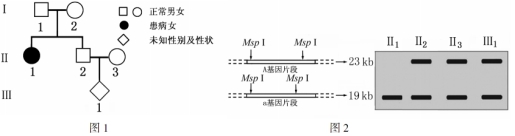 I
1
2
正常男女
患病女
未知性别及性状
II
1
2
3
III
1
图1
Msp I Msp I
A基因片段
23 kb
Msp I Msp I
a基因片段
19 kb
II₁ II₂ II₃ III₁
图2